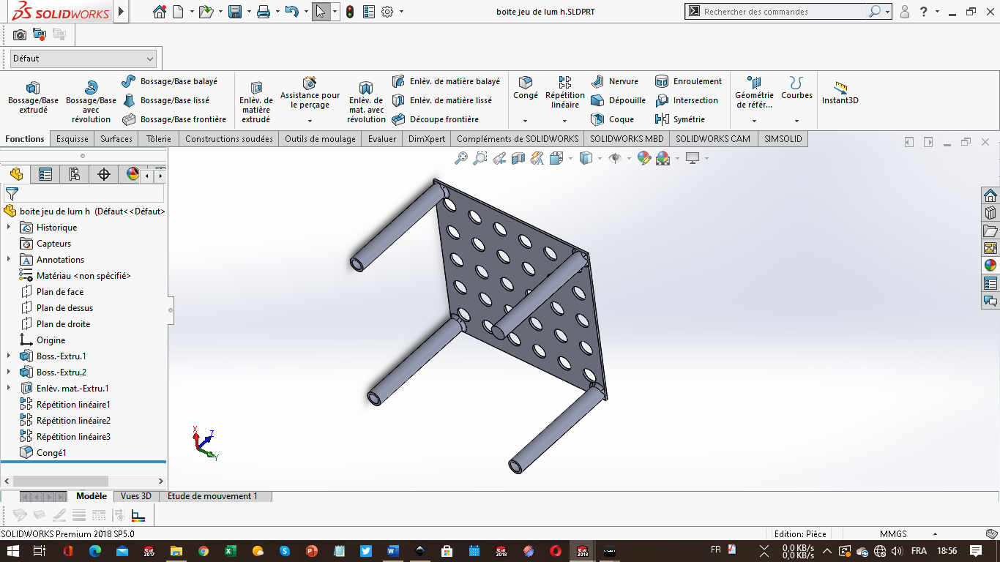 SOLIDWORKS
boite jeu de lum h.SLDPRT
Rechercher des commandes
?
Défaut
Bossage/Base
extrudé
Bossage/Base
avec
révolution
Bossage/Base balayé
Bossage/Base lissé
Bossage/Base frontière
Enlèv. de
matière
extrudé
Assistance pour
le perçage
Enlèv. de
mat. avec
révolution
Enlèv. de matière balayé
Enlèv. de matière lissé
Découpe frontière
Congé
Répétition
linéaire
Nervure
Dépouille
Coque
Enroulement
Intersection
Symétrie
Géométrie
de référ...
Courbes
Instant3D
Fonctions
Esquisse
Surfaces
Tôlerie
Constructions soudées
Outils de moulage
Evaluer
DimXpert
Compléments de SOLIDWORKS
SOLIDWORKS MBD
SOLIDWORKS CAM
SIMSOLID
boite jeu de lum h (Défaut<<Défaut>
Historique
Capteurs
Annotations
Matériau <non spécifié>
Plan de face
Plan de dessus
Plan de droite
Origine
Boss.-Extru.1
Boss.-Extru.2
Enlèv. mat.-Extru.1
Répétition linéaire1
Répétition linéaire2
Répétition linéaire3
Congé1
X
Z
Y
Modèle
Vues 3D
Etude de mouvement 1
SOLIDWORKS Premium 2018 SP5.0
Edition: Pièce
MMGS
FR
0,0 KB/s
0,0 KB/s
FRA
18:56